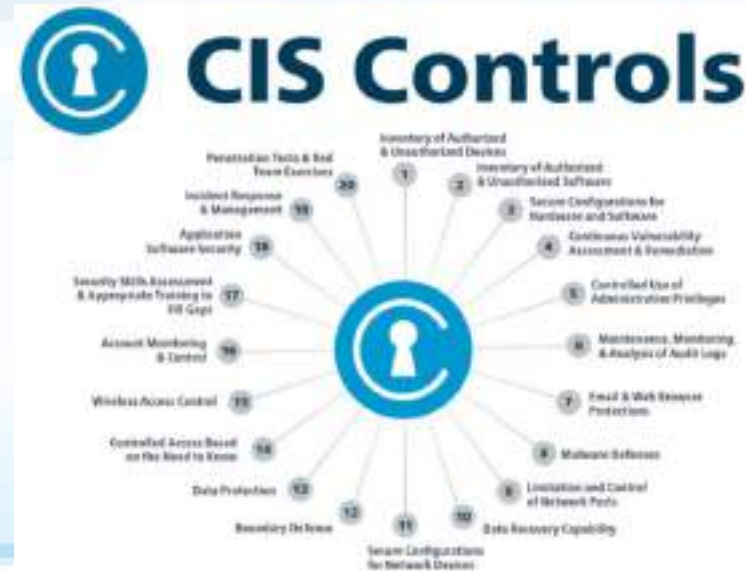 CIS Controls
Inventory of Authorized
& Unauthorized Devices
1
Inventory of Authorized
& Unauthorized Software
2
Secure Configurations for
Hardware and Software
3
Continuous Vulnerability
Assessment & Remediation
4
Controlled Use of
Administrative Privileges
5
Maintenance, Monitoring,
& Analysis of Audit Logs
6
Email & Web Browser
Protections
7
Malware Defenses
8
Limitation and Control
of Network Ports
9
Data Recovery Capability
10
Secure Configurations
for Network Devices
11
Boundary Defense
12
Data Protection
13
Controlled Access Based
on the Need to Know
14
Wireless Access Control
15
Account Monitoring
& Control
16
Security Skills Assessment
& Appropriate Training to
Fill Gaps
17
Application
Software Security
18
Incident Response
& Management
19
Penetration Tests & Red
Team Exercises
20